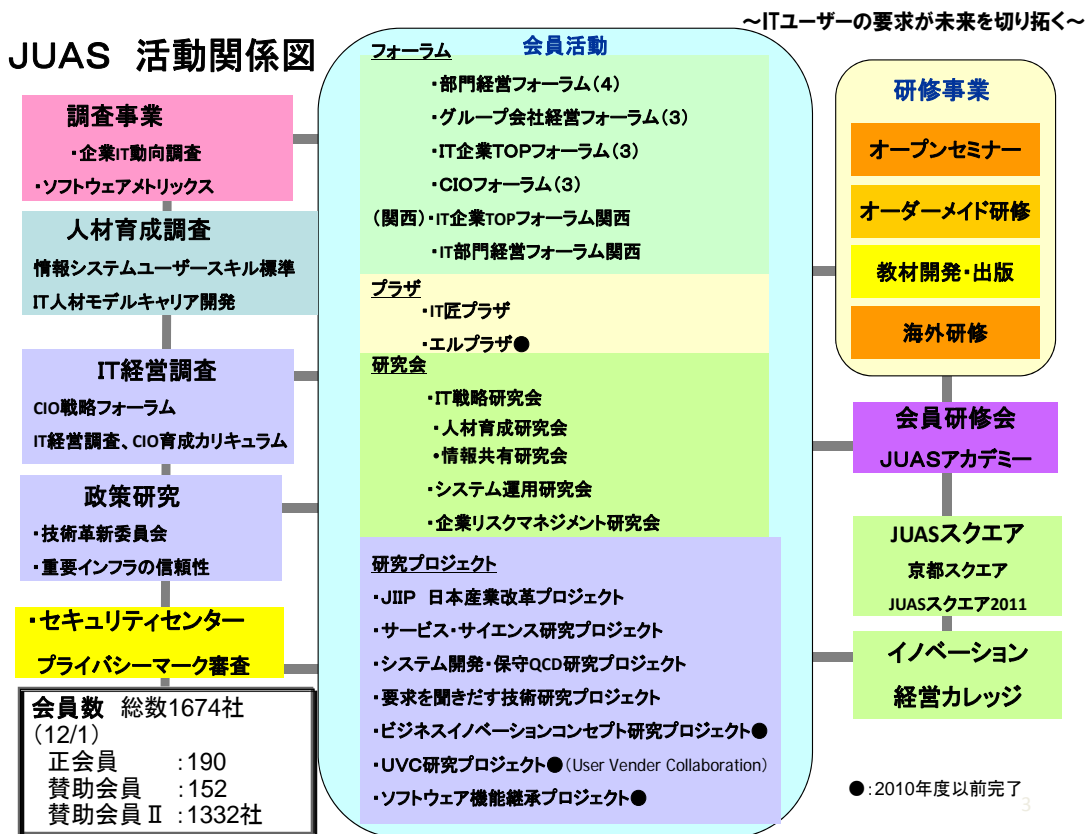 ～ITユーザーの要求が未来を切り拓く～
JUAS 活動関係図
調査事業
・企業IT動向調査
・ソフトウェアメトリックス
人材育成調査
情報システムユーザースキル標準
IT人材モデルキャリア開発
IT経営調査
CIO戦略フォーラム
IT経営調査、CIO育成カリキュラム
政策研究
・技術革新委員会
・重要インフラの信頼性
・セキュリティセンター
プライバシーマーク審査
会員数 総数1674社
(12/1)
正会員 :190
賛助会員 :152
賛助会員Ⅱ :1332社
会員活動
フォーラム
・部門経営フォーラム(4)
・グループ会社経営フォーラム(3)
・IT企業TOPフォーラム(3)
・CIOフォーラム(3)
(関西)・IT企業TOPフォーラム関西
・IT部門経営フォーラム関西
プラザ
・IT匠プラザ
・エルプラザ●
研究会
・IT戦略研究会
・人材育成研究会
・情報共有研究会
・システム運用研究会
・企業リスクマネジメント研究会
研究プロジェクト
・JIIP 日本産業改革プロジェクト
・サービス・サイエンス研究プロジェクト
・システム開発・保守QCD研究プロジェクト
・要求を聞きだす技術研究プロジェクト
・ビジネスイノベーションコンセプト研究プロジェクト●
・UVC研究プロジェクト●(User Vender Collaboration)
・ソフトウェア機能継承プロジェクト●
研修事業
オープンセミナー
オーダーメイド研修
教材開発・出版
海外研修
会員研修会
JUASアカデミー
JUASスクエア
京都スクエア
JUASスクエア2011
イノベーション
経営カレッジ
●:2010年度以前完了
3